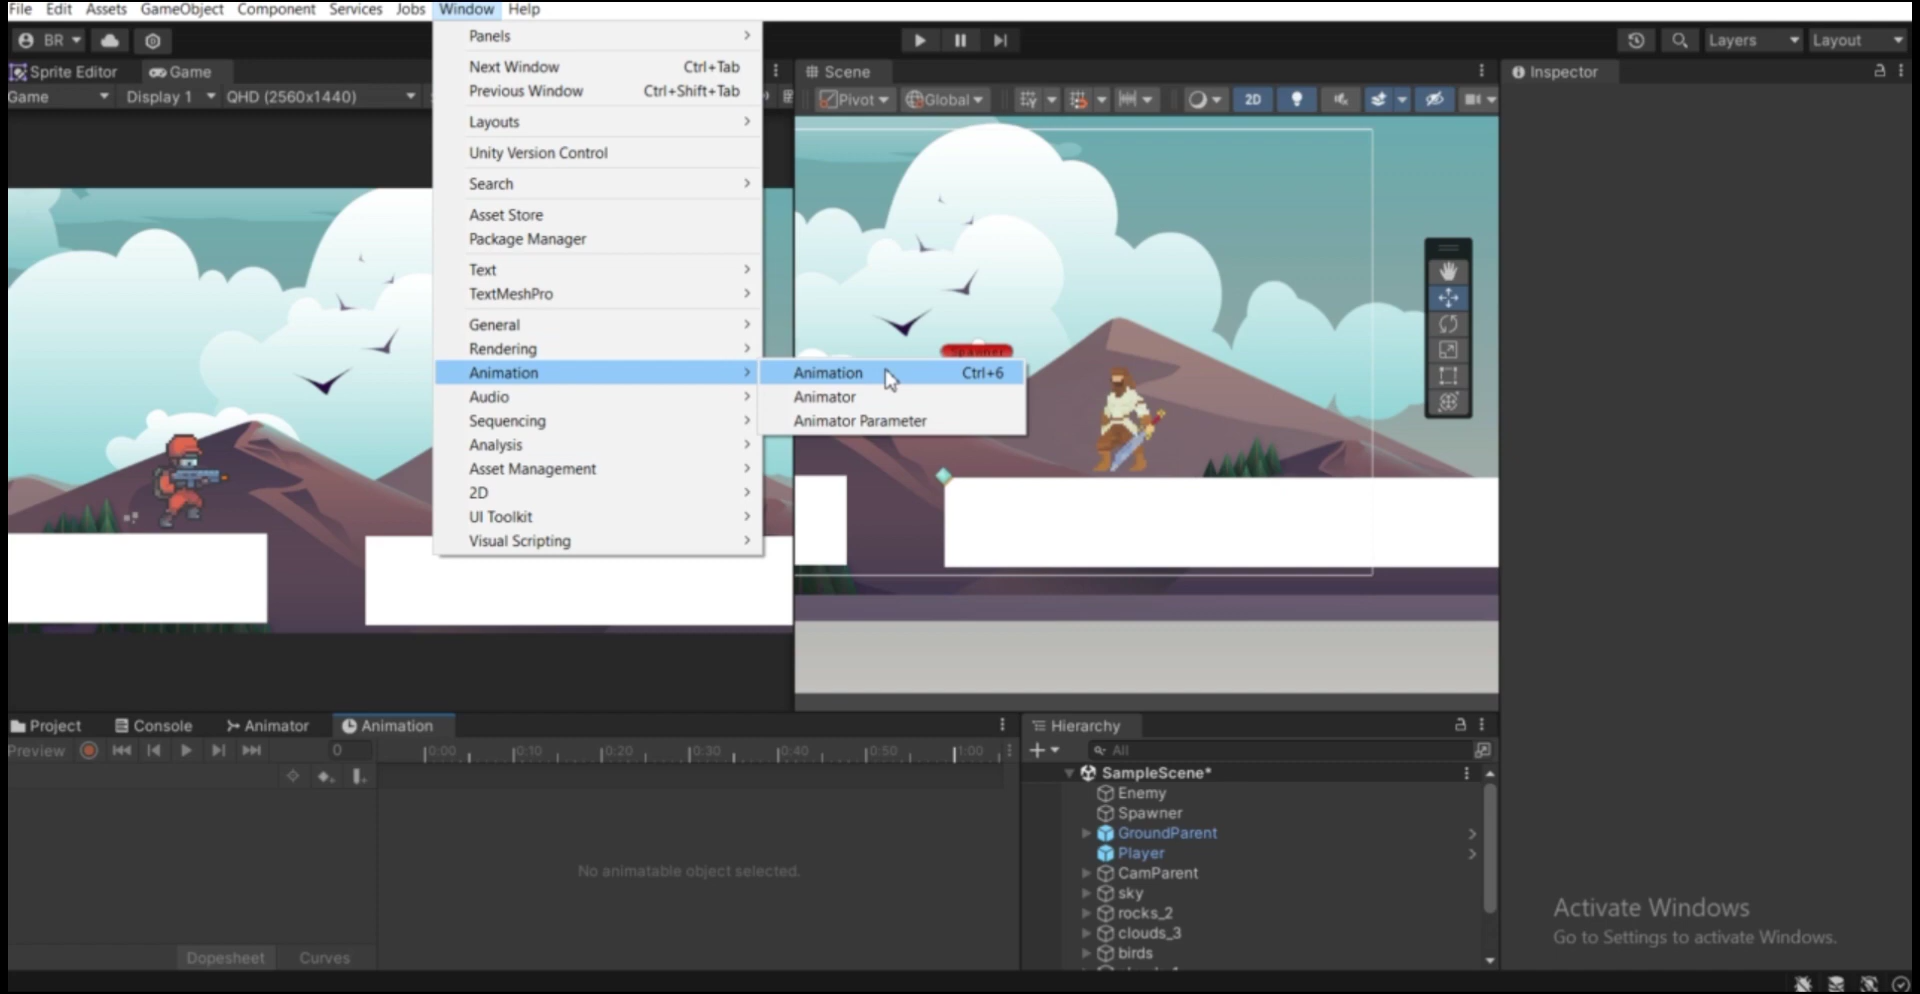 File Edit Assets GameObject Component Services Jobs Window Help
BR
Layers Layout
Sprite Editor Game
Game Display 1 QHD (2560x1440)
Panels
Next Window Ctrl+Tab
Previous Window Ctrl+Shift+Tab
Layouts
Unity Version Control
Search
Asset Store
Package Manager
Text
TextMeshPro
General
Rendering
Animation
Audio
Sequencing
Analysis
Asset Management
2D
UI Toolkit
Visual Scripting
Animation Ctrl+6
Animator
Animator Parameter
Scene
Pivot Global 2D
Spawner
Inspector
Project Console Animator Animation
Preview 0
0:00 0:10 0:20 0:30 0:40 0:50 1:00
No animatable object selected.
Dopesheet Curves
Hierarchy
All
SampleScene*
Enemy
Spawner
GroundParent
Player
CamParent
sky
rocks_2
clouds_3
birds
Activate Windows
Go to Settings to activate Windows.